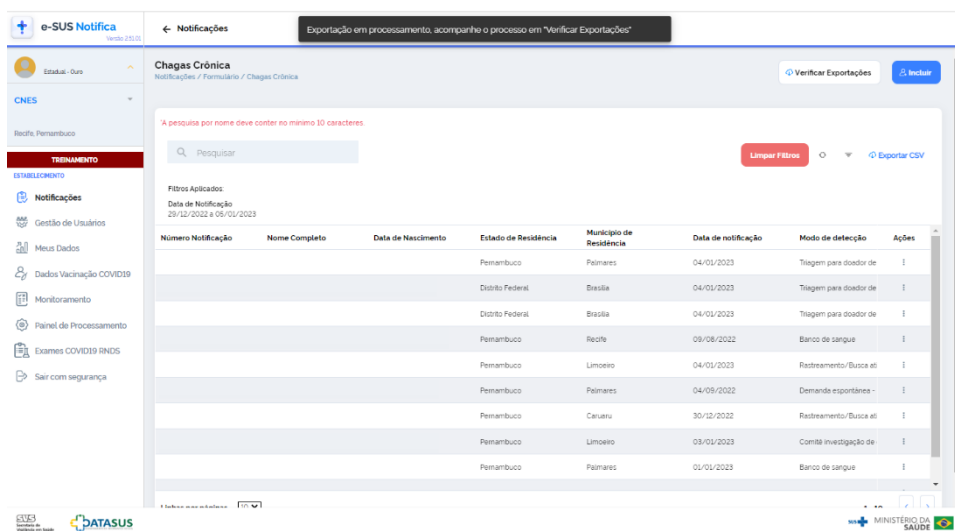 e-SUS Notifica
← Notificações
Exportação em processamento, acompanhe o processo em "Verificar Exportações"
Estadual - Ouro
Chagas Crônica
Notificações / Formulário / Chagas Crônica
Verificar Exportações
Incluir
CNES
Recife, Pernambuco
*A pesquisa por nome deve conter no mínimo 10 caracteres.
Pesquisar
Limpar Filtros
Exportar CSV
TREINAMENTO
ESTABELECIMENTO
Notificações
Gestão de Usuários
Meus Dados
Dados Vacinação COVID19
Monitoramento
Painel de Processamento
Exames COVID19 RNDS
Sair com segurança
Filtros Aplicados:
Data de Notificação
29/12/2022 a 05/01/2023
Número Notificação Nome Completo Data de Nascimento Estado de Residência Município de Residência Data de notificação Modo de detecção Ações
Pernambuco Palmares 04/01/2023 Triagem para doador de
Distrito Federal Brasília 04/01/2023 Triagem para doador de
Distrito Federal Brasília 04/01/2023 Triagem para doador de
Pernambuco Recife 09/08/2022 Banco de sangue
Pernambuco Limoeiro 04/01/2023 Rastreamento/Busca ati
Pernambuco Palmares 04/09/2022 Demanda espontânea -
Pernambuco Caruaru 30/12/2022 Rastreamento/Busca ati
Pernambuco Limoeiro 03/01/2023 Comitê investigação de
Pernambuco Palmares 01/01/2023 Banco de sangue
SVS
DATASUS
SUS
MINISTÉRIO DA
SAÚDE